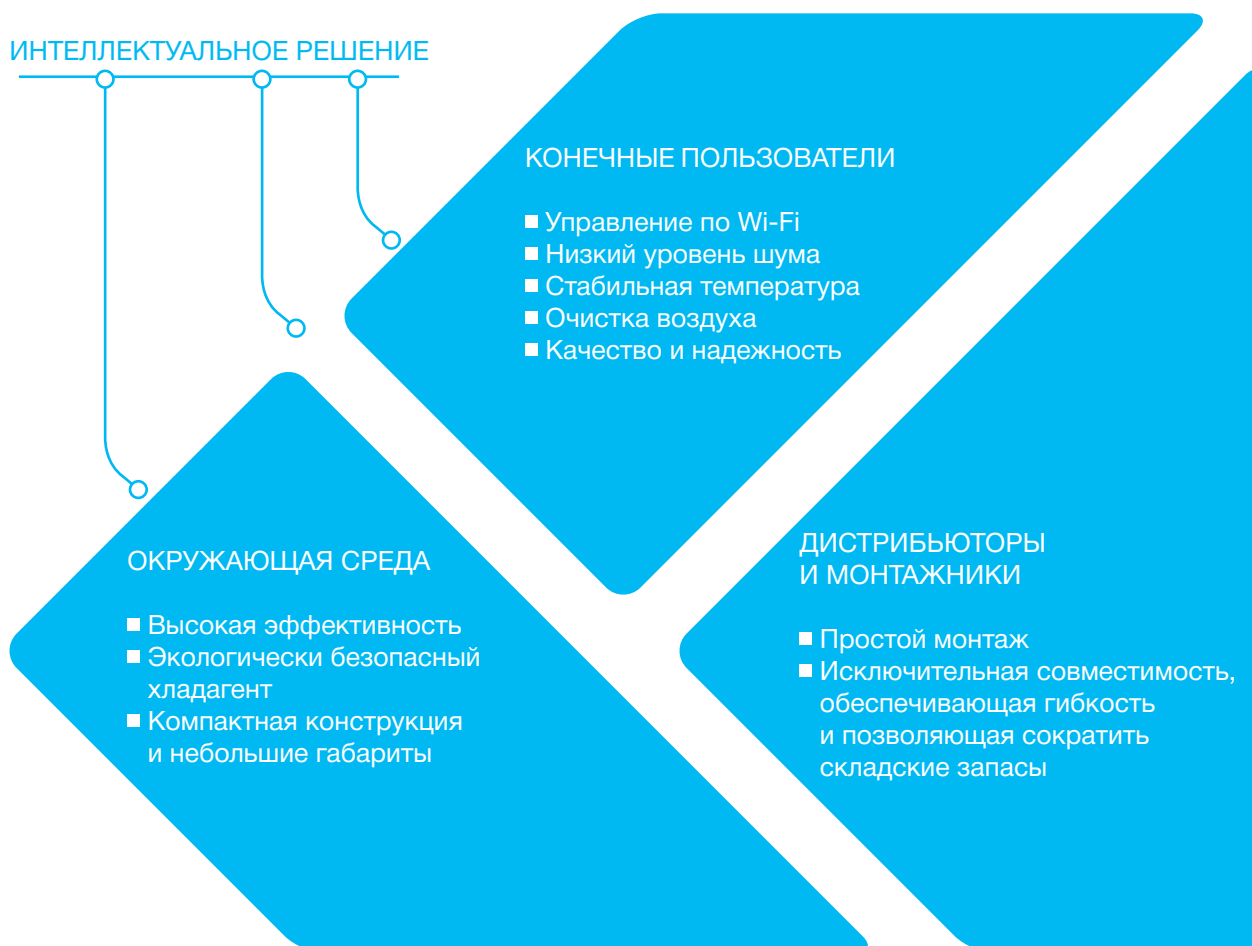 ИНТЕЛЛЕКТУАЛЬНОЕ РЕШЕНИЕ
КОНЕЧНЫЕ ПОЛЬЗОВАТЕЛИ
Управление по Wi-Fi
Низкий уровень шума
Стабильная температура
Очистка воздуха
Качество и надежность
ОКРУЖАЮЩАЯ СРЕДА
Высокая эффективность
Экологически безопасный
хладагент
Компактная конструкция
и небольшие габариты
ДИСТРИБЬЮТОРЫ
И МОНТАЖНИКИ
Простой монтаж
Исключительная совместимость,
обеспечивающая гибкость
и позволяющая сократить
складские запасы